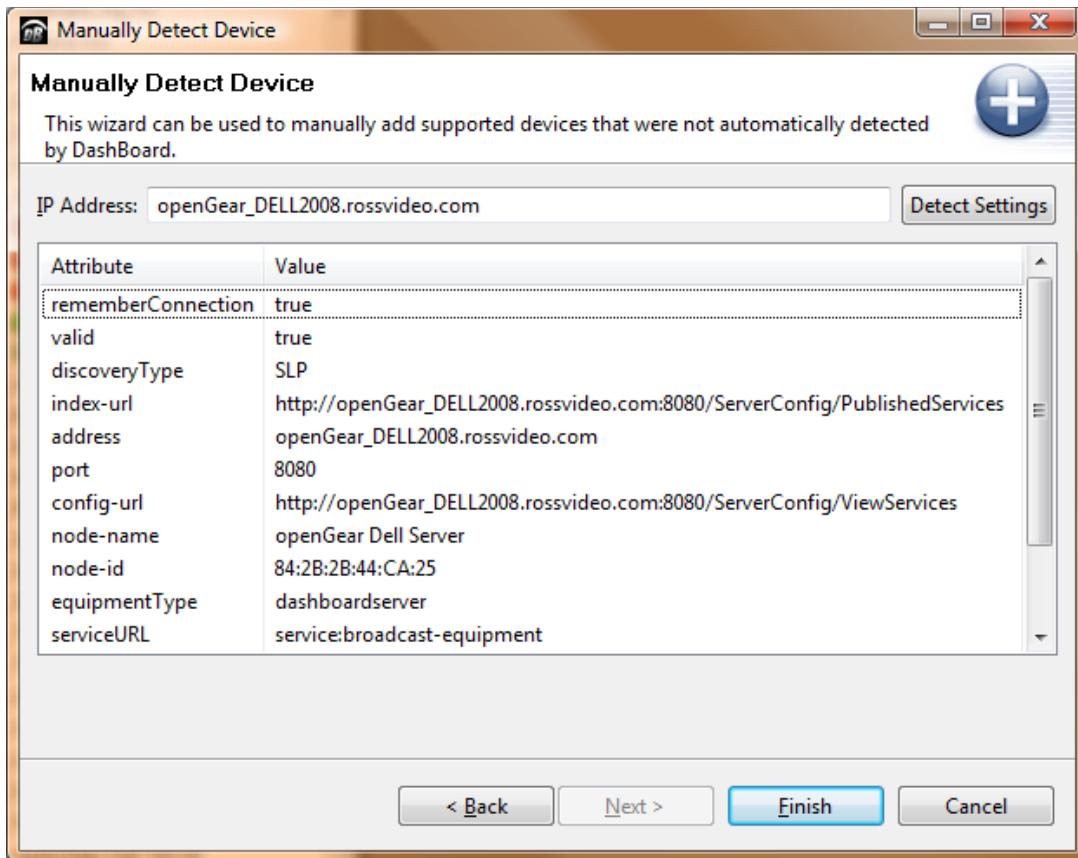 DB Manually Detect Device
Manually Detect Device
This wizard can be used to manually add supported devices that were not automatically detected
by DashBoard.
IP Address: openGear_DELL2008.rossvideo.com Detect Settings
Attribute Value
rememberConnection true
valid true
discoveryType SLP
index-url http://openGear_DELL2008.rossvideo.com:8080/ServerConfig/PublishedServices
address openGear_DELL2008.rossvideo.com
port 8080
config-url http://openGear_DELL2008.rossvideo.com:8080/ServerConfig/ViewServices
node-name openGear Dell Server
node-id 84:2B:2B:44:CA:25
equipmentType dashboardserver
serviceURL service:broadcast-equipment
< Back Next > Finish Cancel